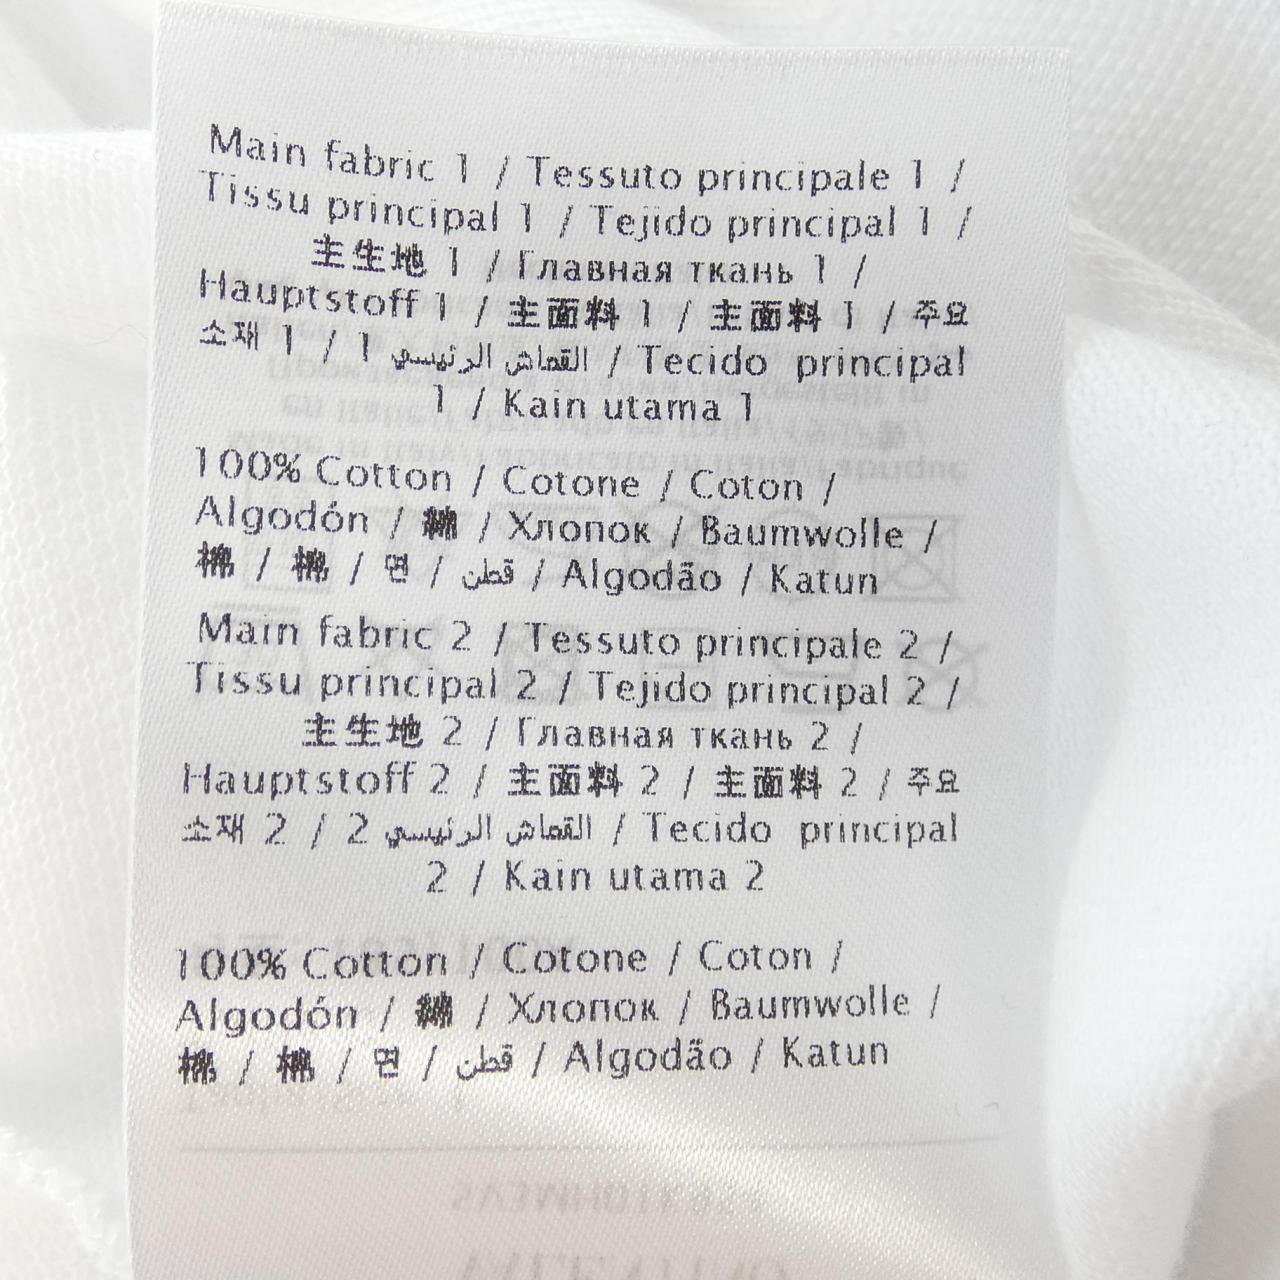 Main fabric 1 / Tessuto principale 1 /
Tissu principal 1 / Tejido principal 1 /
主生地 1 / Главная ткань 1 /
Hauptstoff 1 / 主面料 1 / 主面料 1 / 주요
소재 1 / 1 القماش الرئيسي / Tecido principal
1 / Kain utama 1
100% Cotton / Cotone / Coton /
Algodón / 綿 / Хлопок / Baumwolle /
棉 / 棉 / 면 / قطن / Algodão / Katun
Main fabric 2 / Tessuto principale 2 /
Tissu principal 2 / Tejido principal 2 /
主生地 2 / Главная ткань 2 /
Hauptstoff 2 / 主面料 2 / 主面料 2 / 주요
소재 2 / 2 القماش الرئيسي / Tecido principal
2 / Kain utama 2
100% Cotton / Cotone / Coton /
Algodón / 綿 / Хлопок / Baumwolle /
棉 / 棉 / 면 / قطن / Algodão / Katun